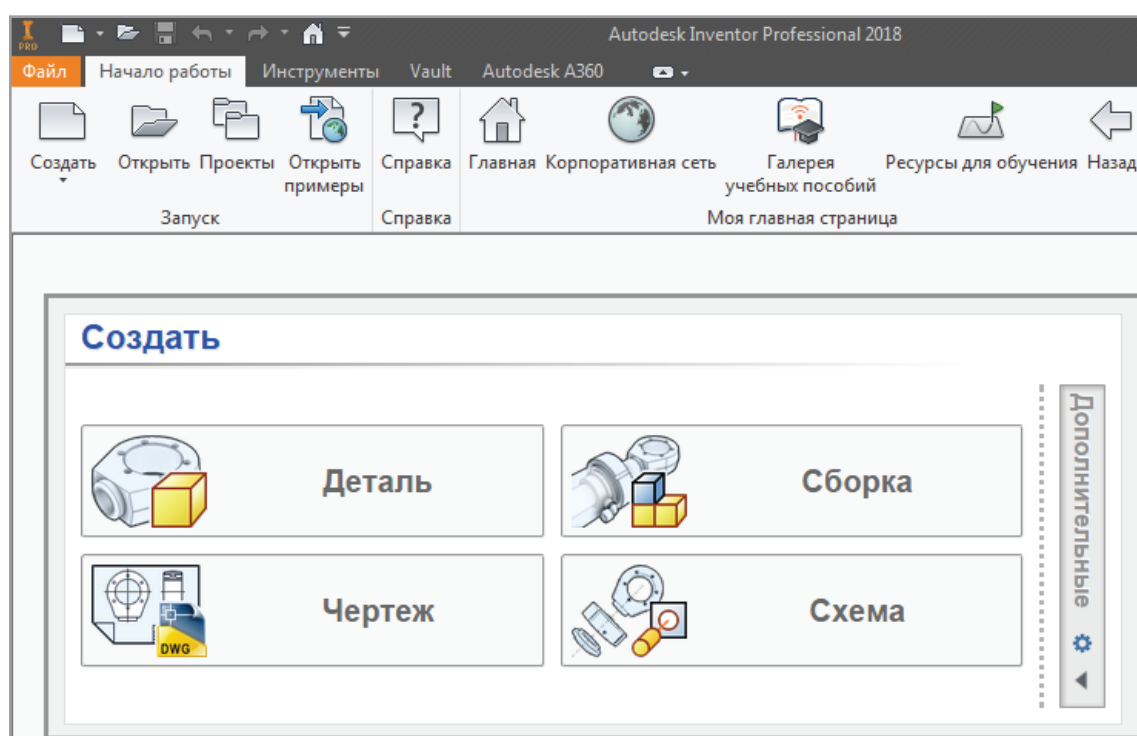 PRO
Autodesk Inventor Professional 2018
Файл Начало работы Инструменты Vault Autodesk A360
Создать Открыть Проекты Открыть примеры Справка Главная Корпоративная сеть Галерея учебных пособий Ресурсы для обучения Назад
Запуск Справка Моя главная страница
Создать
Деталь
Сборка
Чертеж
DWG
Схема
Дополнительные